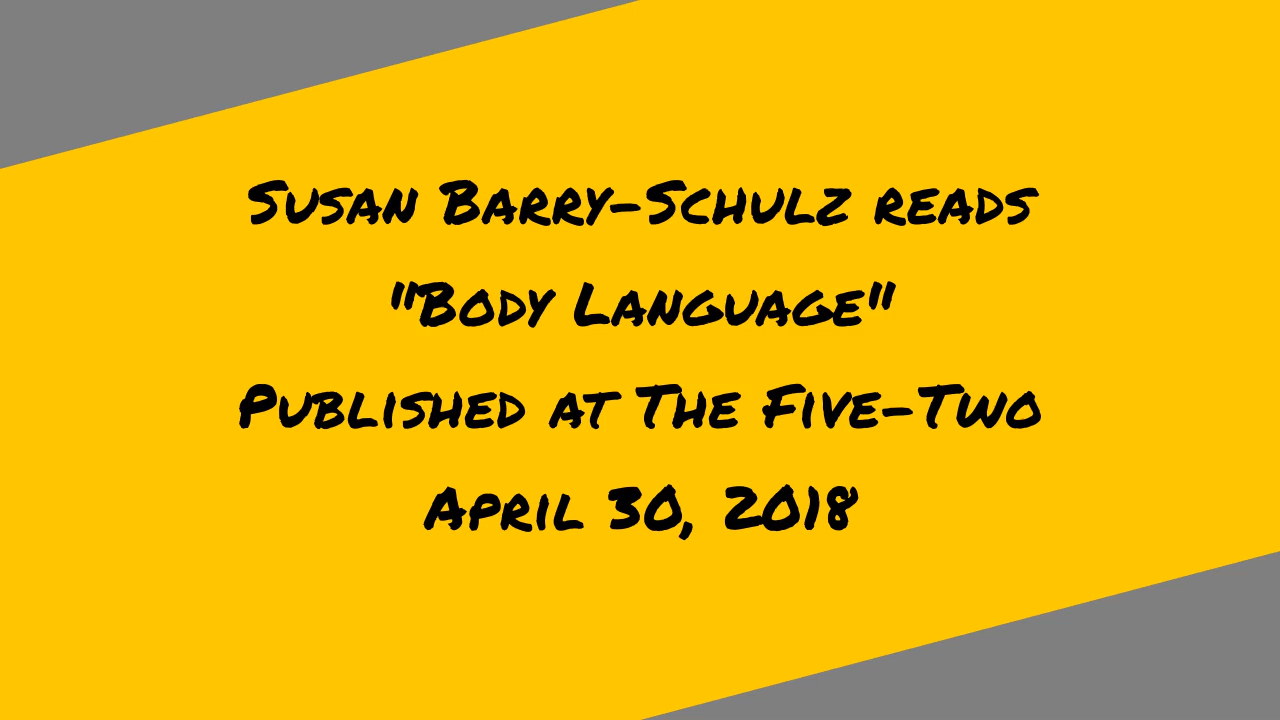 Susan Barry-Schulz reads
"Body Language"
Published at The Five-Two
April 30, 2018